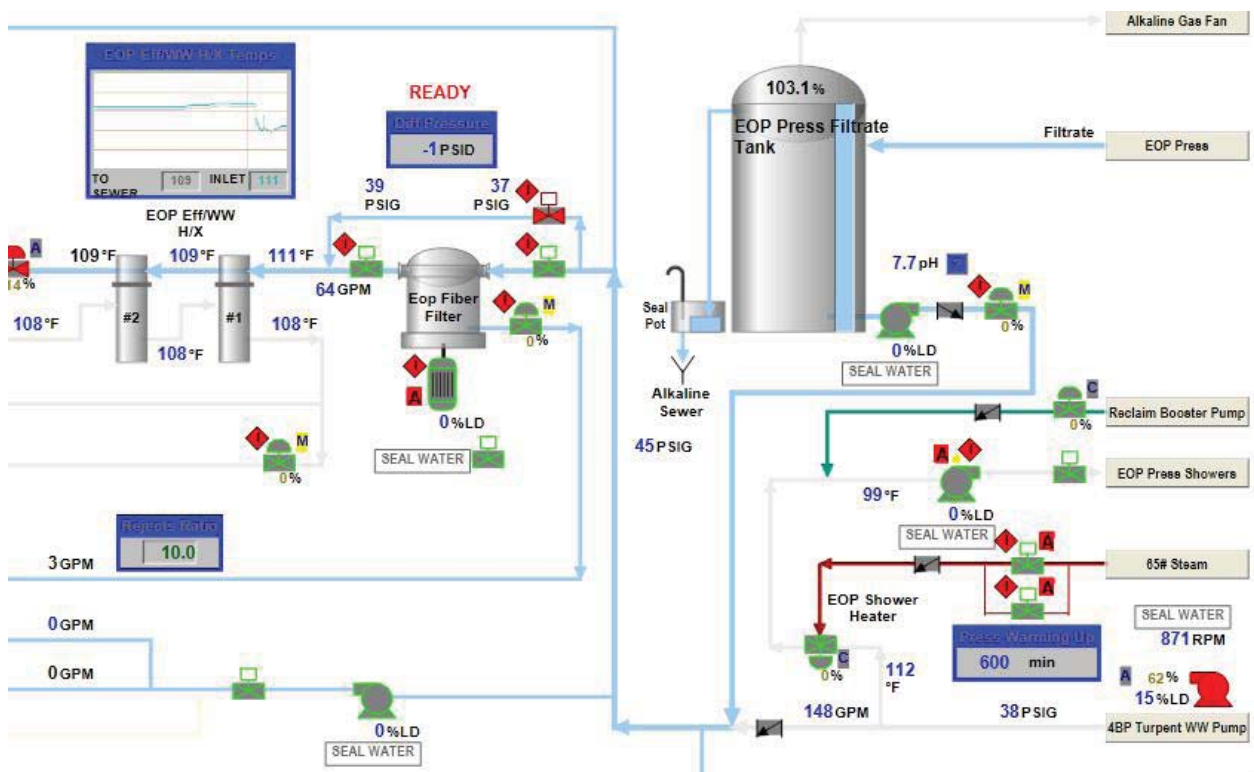 Alkaline Gas Fan
EOP Eff/WW H/X Temps
TO SEWER 109 INLET 111
READY
Diff Pressure
-1 PSID
103.1 %
EOP Press Filtrate
Tank
Filtrate
EOP Press
EOP Eff/WW
H/X
39
PSIG
37
PSIG
A
14%
109°F
109°F
111°F
64 GPM
#2
#1
108°F
108°F
108°F
Eop Fiber
Filter
M
0%
A
0%LD
SEAL WATER
M
0%
Seal
Pot
Alkaline
Sewer
45 PSIG
7.7 pH
M
0%
0%LD
SEAL WATER
C
0%
Reclaim Booster Pump
A
EOP Press Showers
99°F
0%LD
SEAL WATER
A
65# Steam
A
EOP Shower
Heater
C
0%
112
°F
Press Warming Up
600 min
SEAL WATER
871 RPM
A
62%
15%LD
148 GPM
38 PSIG
4BP Turpent WW Pump
Rejects Ratio
10.0
3 GPM
0 GPM
0 GPM
0%LD
SEAL WATER